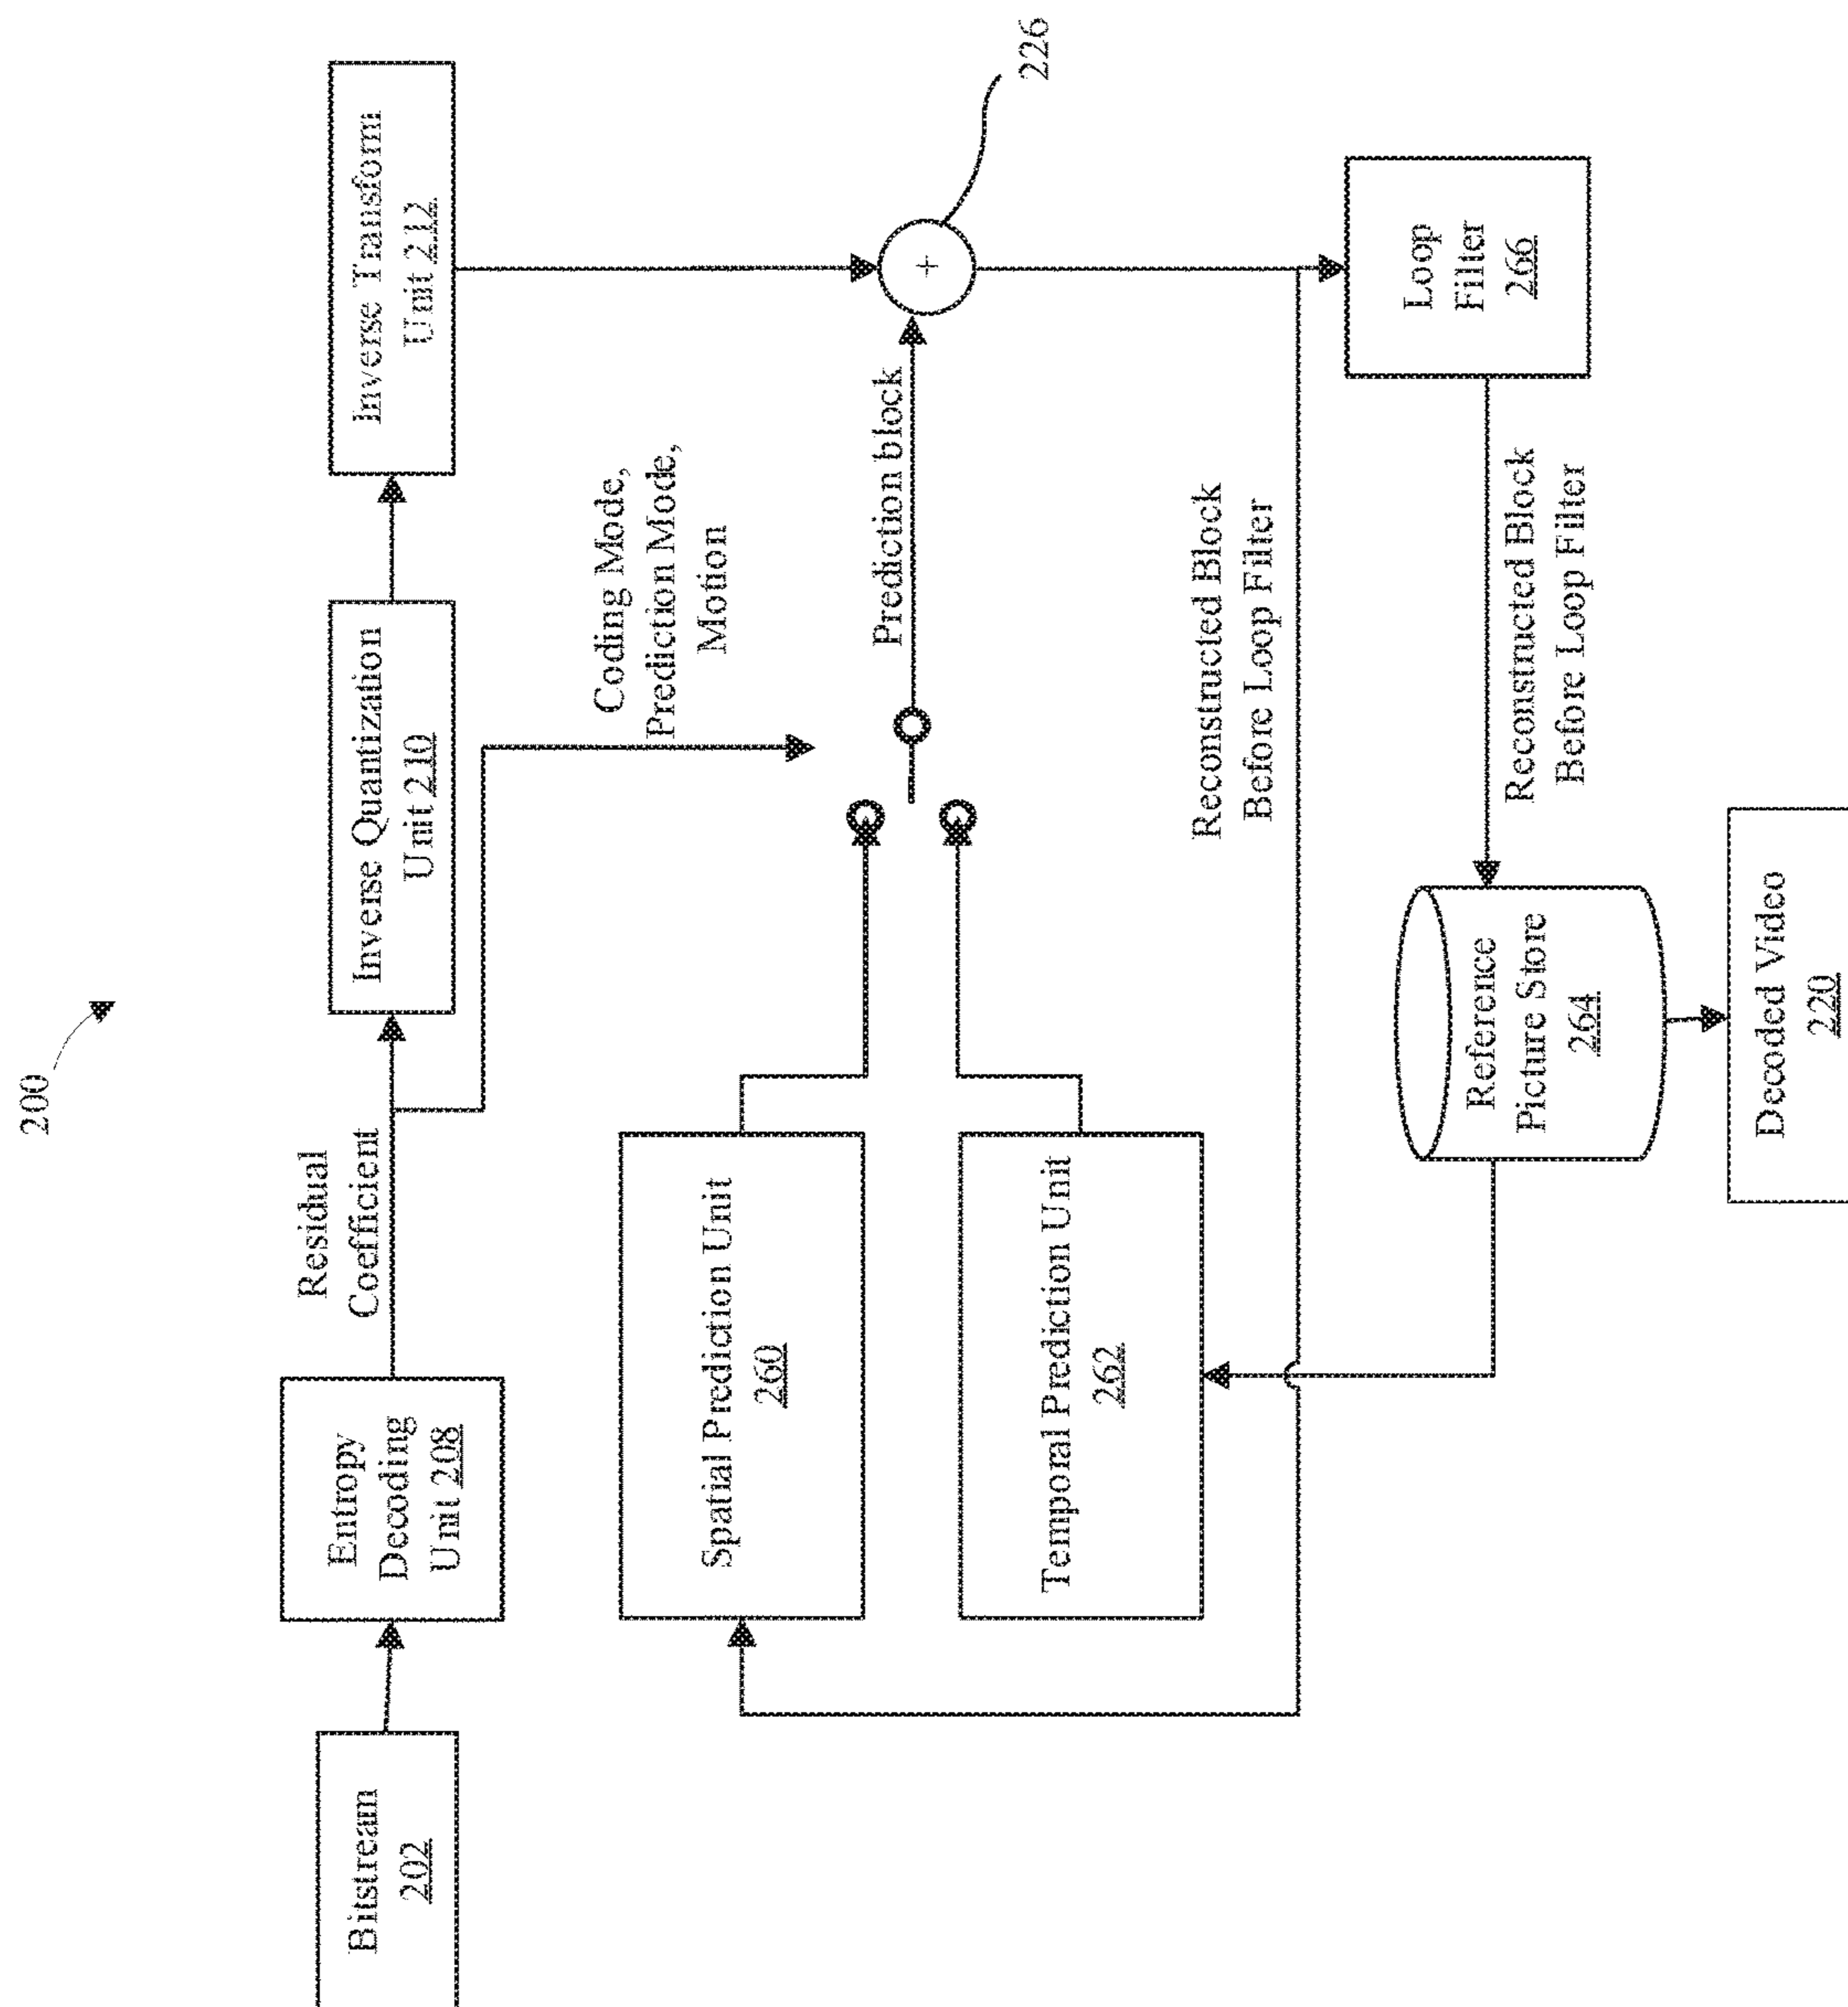 200
Bitstream
202
Entropy
Decoding
Unit 208
Residual
Coefficient
Inverse Quantization
Unit 210
Inverse Transform
Unit 212
Coding Mode,
Prediction Mode,
Motion
Spatial Prediction Unit
260
Temporal Prediction Unit
262
Prediction block
+
226
Reconstructed Block
Before Loop Filter
Loop
Filter
266
Reconstructed Block
Before Loop Filter
Reference
Picture Store
264
Decoded Video
220